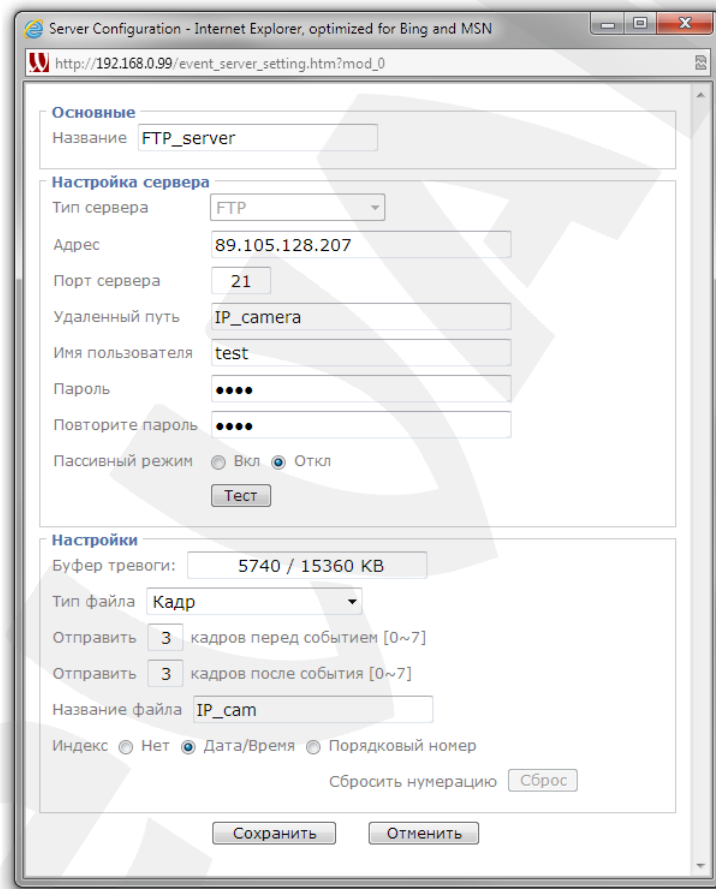 Server Configuration - Internet Explorer, optimized for Bing and MSN
http://192.168.0.99/event_server_setting.htm?mod_0
Основные
Название FTP_server
Настройка сервера
Тип сервера FTP
Адрес 89.105.128.207
Порт сервера 21
Удаленный путь IP_camera
Имя пользователя test
Пароль ●●●●
Повторите пароль ●●●●
Пассивный режим Вкл Откл
Тест
Настройки
Буфер тревоги: 5740 / 15360 KB
Тип файла Кадр
Отправить 3 кадров перед событием [0~7]
Отправить 3 кадров после события [0~7]
Название файла IP_cam
Индекс Нет Дата/Время Порядковый номер
Сбросить нумерацию Сброс
Сохранить Отменить